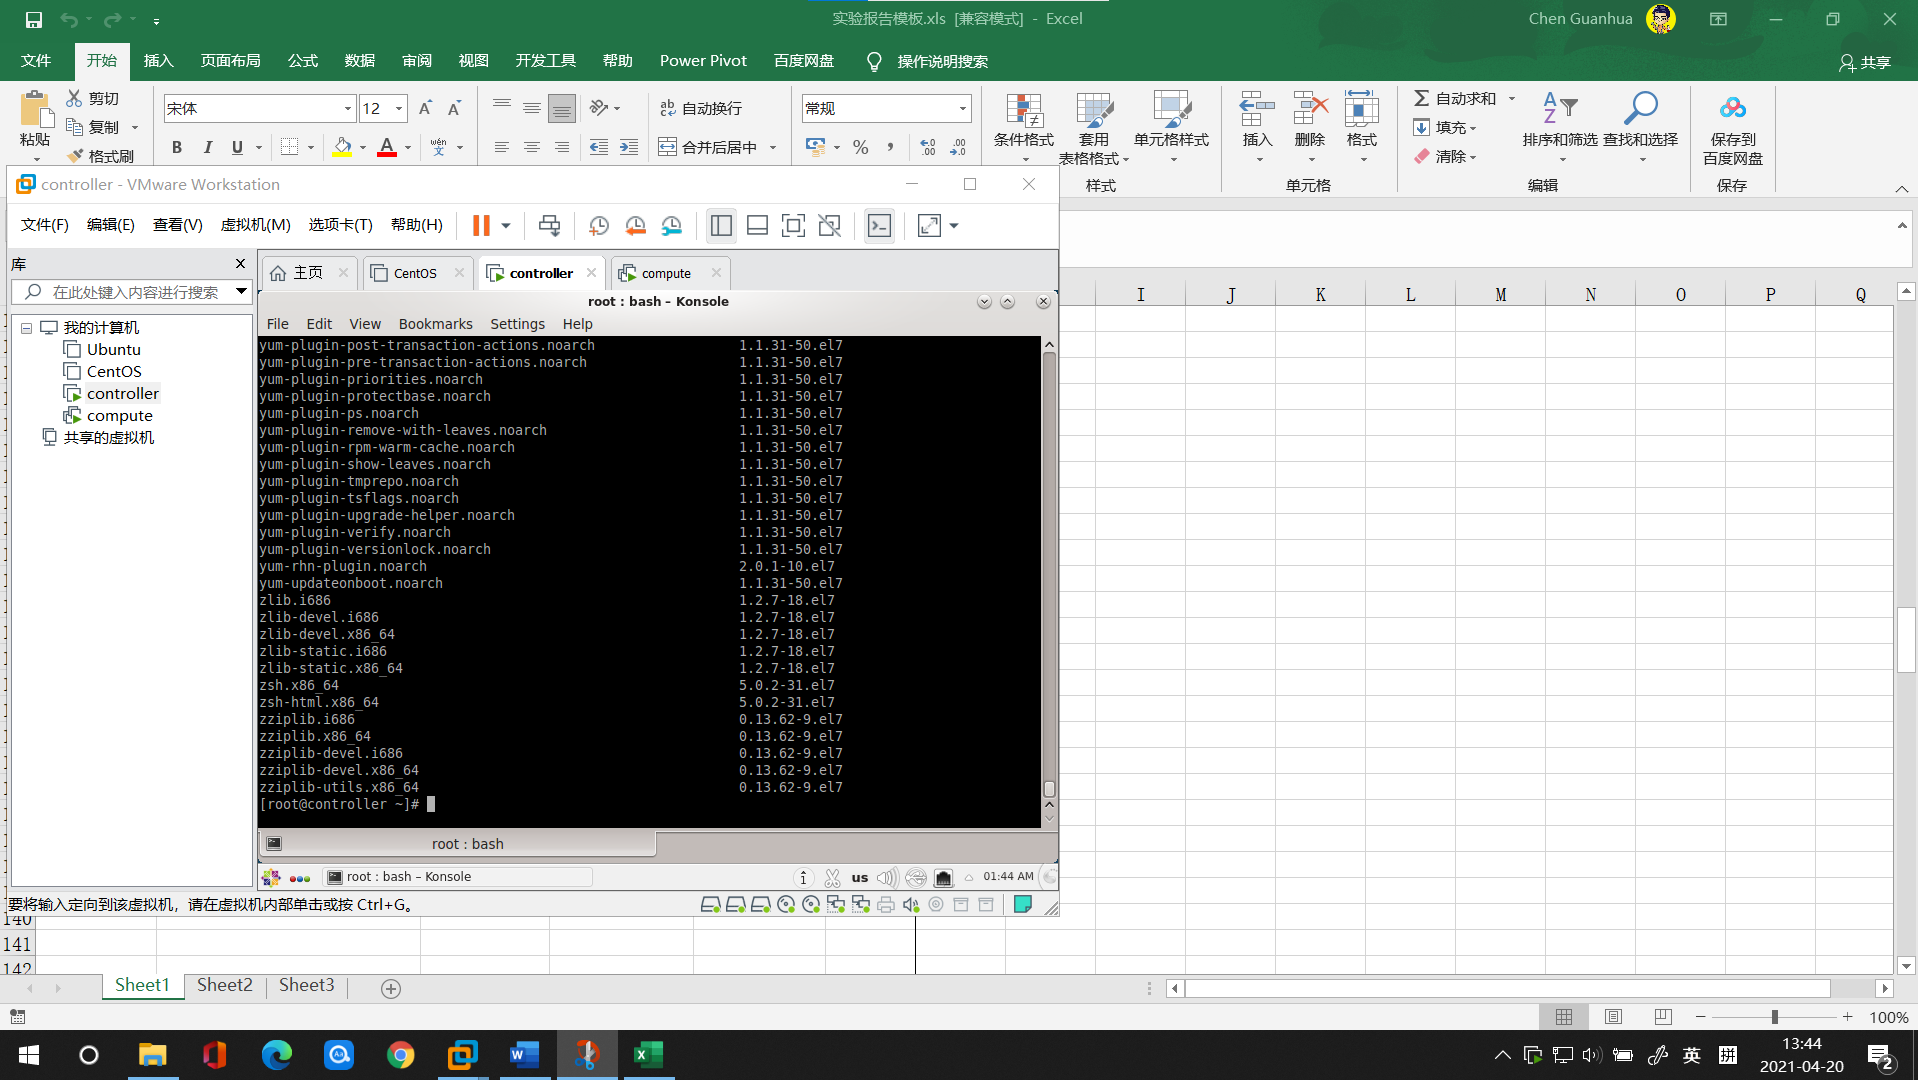 实验报告模板.xls [兼容模式] - Excel
Chen Guanhua
文件 开始 插入 页面布局 公式 数据 审阅 视图 开发工具 帮助 Power Pivot 百度网盘 操作说明搜索 共享
粘贴
剪切
复制
格式刷
宋体 12
B I U A wén 文
自动换行
合并后居中
常规
条件格式
套用
表格格式
单元格样式
样式
插入 删除 格式
单元格
自动求和
填充
清除
排序和筛选 查找和选择
编辑
保存到
百度网盘
保存
controller - VMware Workstation
文件(F) 编辑(E) 查看(V) 虚拟机(M) 选项卡(T) 帮助(H)
库
在此处键入内容进行搜索
我的计算机
Ubuntu
CentOS
controller
compute
共享的虚拟机
主页 CentOS controller compute
root : bash – Konsole
File Edit View Bookmarks Settings Help
yum-plugin-post-transaction-actions.noarch 1.1.31-50.el7
yum-plugin-pre-transaction-actions.noarch 1.1.31-50.el7
yum-plugin-priorities.noarch 1.1.31-50.el7
yum-plugin-protectbase.noarch 1.1.31-50.el7
yum-plugin-ps.noarch 1.1.31-50.el7
yum-plugin-remove-with-leaves.noarch 1.1.31-50.el7
yum-plugin-rpm-warm-cache.noarch 1.1.31-50.el7
yum-plugin-show-leaves.noarch 1.1.31-50.el7
yum-plugin-tmprepo.noarch 1.1.31-50.el7
yum-plugin-tsflags.noarch 1.1.31-50.el7
yum-plugin-upgrade-helper.noarch 1.1.31-50.el7
yum-plugin-verify.noarch 1.1.31-50.el7
yum-plugin-versionlock.noarch 1.1.31-50.el7
yum-rhn-plugin.noarch 2.0.1-10.el7
yum-updateonboot.noarch 1.1.31-50.el7
zlib.i686 1.2.7-18.el7
zlib-devel.i686 1.2.7-18.el7
zlib-devel.x86_64 1.2.7-18.el7
zlib-static.i686 1.2.7-18.el7
zlib-static.x86_64 1.2.7-18.el7
zsh.x86_64 5.0.2-31.el7
zsh-html.x86_64 5.0.2-31.el7
zziplib.i686 0.13.62-9.el7
zziplib.x86_64 0.13.62-9.el7
zziplib-devel.i686 0.13.62-9.el7
zziplib-devel.x86_64 0.13.62-9.el7
zziplib-utils.x86_64 0.13.62-9.el7
[root@controller ~]#
root : bash
root : bash – Konsole
us
01:44 AM
要将输入定向到该虚拟机，请在虚拟机内部单击或按 Ctrl+G。
I J K L M N O P Q
140
141
142
Sheet1 Sheet2 Sheet3
100%
英 拼
13:44
2021-04-20
2